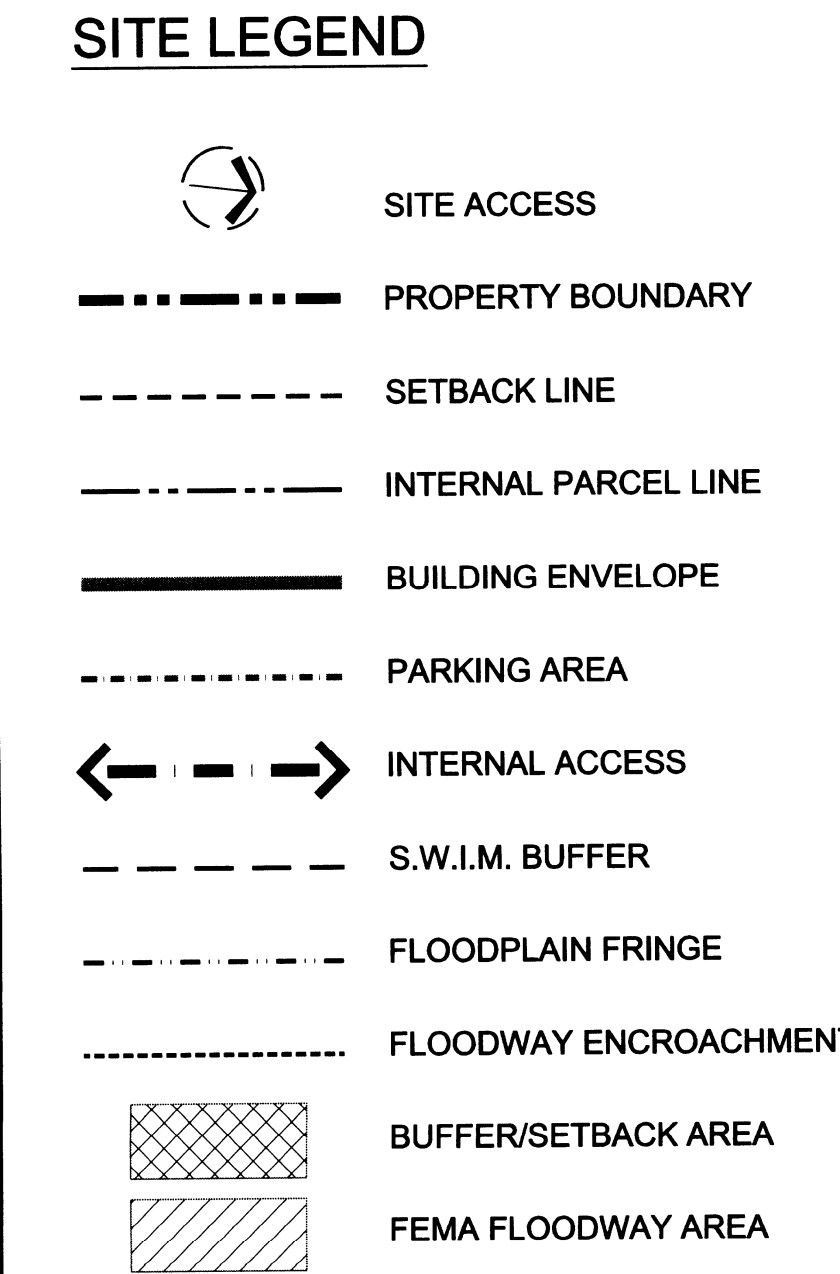 SITE LEGEND
SITE ACCESS
PROPERTY BOUNDARY
SETBACK LINE
INTERNAL PARCEL LINE
BUILDING ENVELOPE
PARKING AREA
INTERNAL ACCESS
S.W.I.M. BUFFER
FLOODPLAIN FRINGE
FLOODWAY ENCROACHMENT
BUFFER/SETBACK AREA
FEMA FLOODWAY AREA